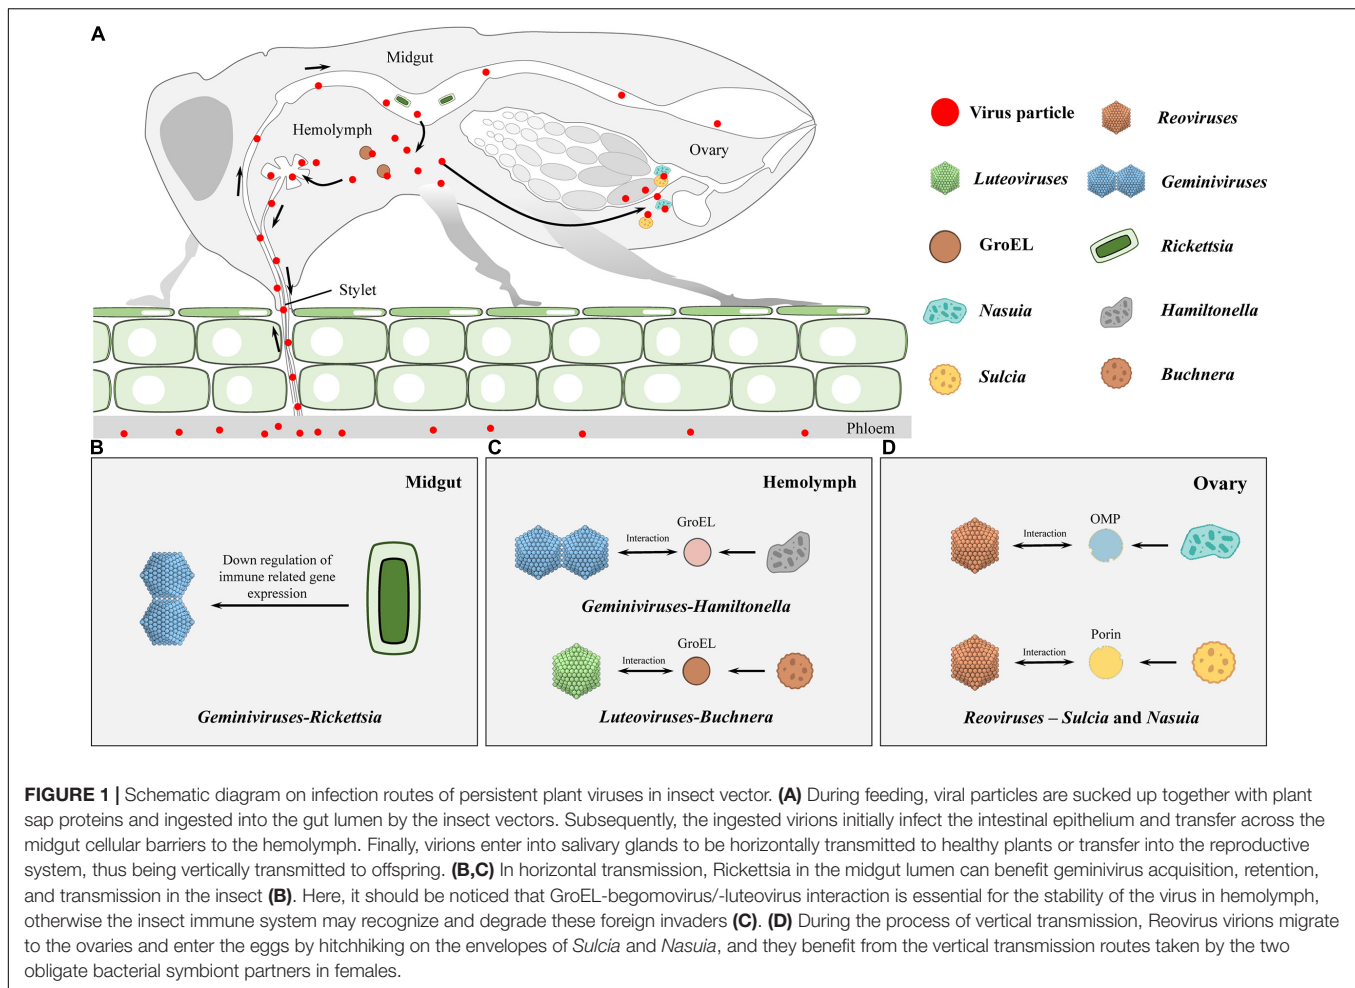 A
Midgut
Hemolymph
Ovary
Stylet
Phloem
Virus particle
Reoviruses
Luteoviruses
Geminiviruses
GroEL
Rickettsia
Nasuia
Hamiltonella
Sulcia
Buchnera
B
Midgut
Down regulation of
immune related gene
expression
Geminiviruses-Rickettsia
C
Hemolymph
GroEL
Interaction
Geminiviruses-Hamiltonella
GroEL
Interaction
Luteoviruses-Buchnera
D
Ovary
OMP
Interaction
Porin
Interaction
Reoviruses – Sulcia and Nasuia
FIGURE 1 | Schematic diagram on infection routes of persistent plant viruses in insect vector. (A) During feeding, viral particles are sucked up together with plant
sap proteins and ingested into the gut lumen by the insect vectors. Subsequently, the ingested virions initially infect the intestinal epithelium and transfer across the
midgut cellular barriers to the hemolymph. Finally, virions enter into salivary glands to be horizontally transmitted to healthy plants or transfer into the reproductive
system, thus being vertically transmitted to offspring. (B,C) In horizontal transmission, Rickettsia in the midgut lumen can benefit geminivirus acquisition, retention,
and transmission in the insect (B). Here, it should be noticed that GroEL-begomovirus/-luteovirus interaction is essential for the stability of the virus in hemolymph,
otherwise the insect immune system may recognize and degrade these foreign invaders (C). (D) During the process of vertical transmission, Reovirus virions migrate
to the ovaries and enter the eggs by hitchhiking on the envelopes of Sulcia and Nasuia, and they benefit from the vertical transmission routes taken by the two
obligate bacterial symbiont partners in females.